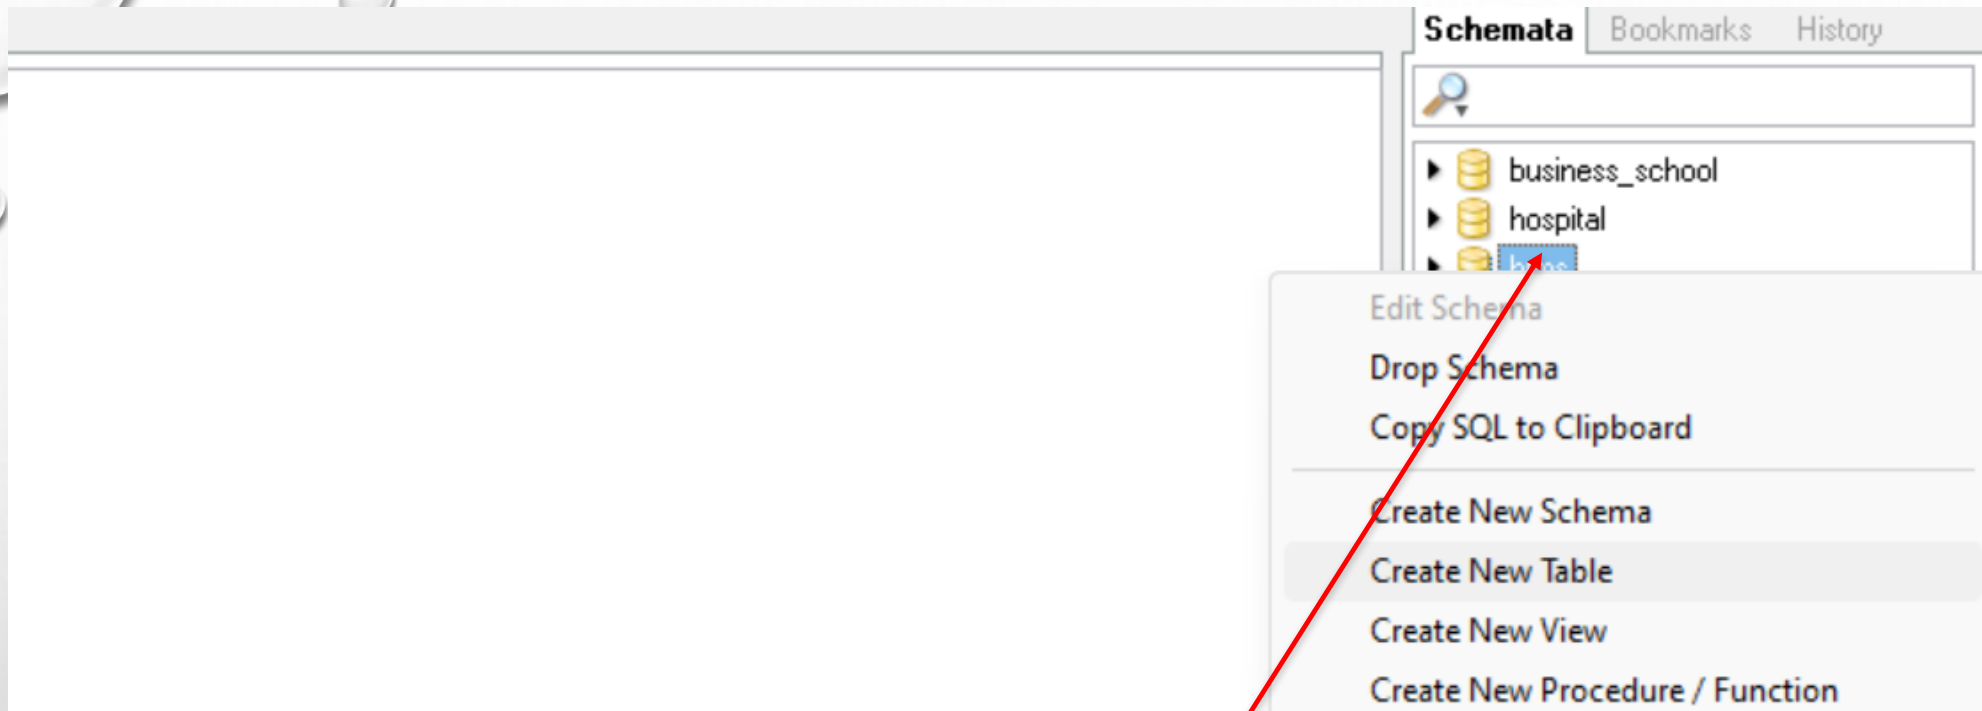 Schemata Bookmarks History
business_school
hospital
Edit Schema
Drop Schema
Copy SQL to Clipboard
Create New Schema
Create New Table
Create New View
Create New Procedure / Function